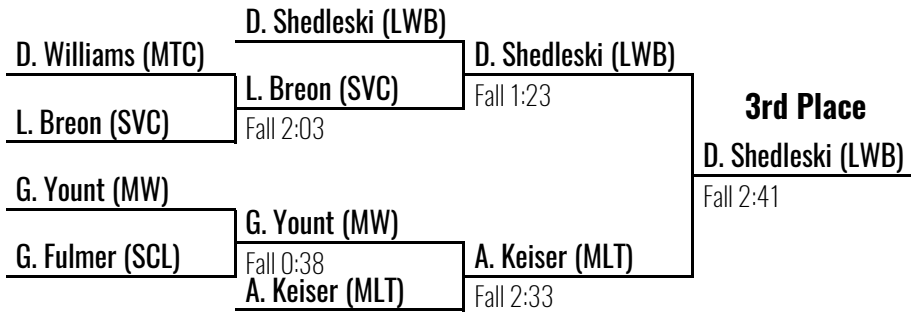 D. Shedleski (LWB)
D. Williams (MTC)
D. Shedleski (LWB)
L. Breon (SVC)
Fall 1:23
L. Breon (SVC)
Fall 2:03
3rd Place
D. Shedleski (LWB)
G. Yount (MW)
Fall 2:41
G. Yount (MW)
G. Fulmer (SCL)
Fall 0:38
A. Keiser (MLT)
A. Keiser (MLT)
Fall 2:33